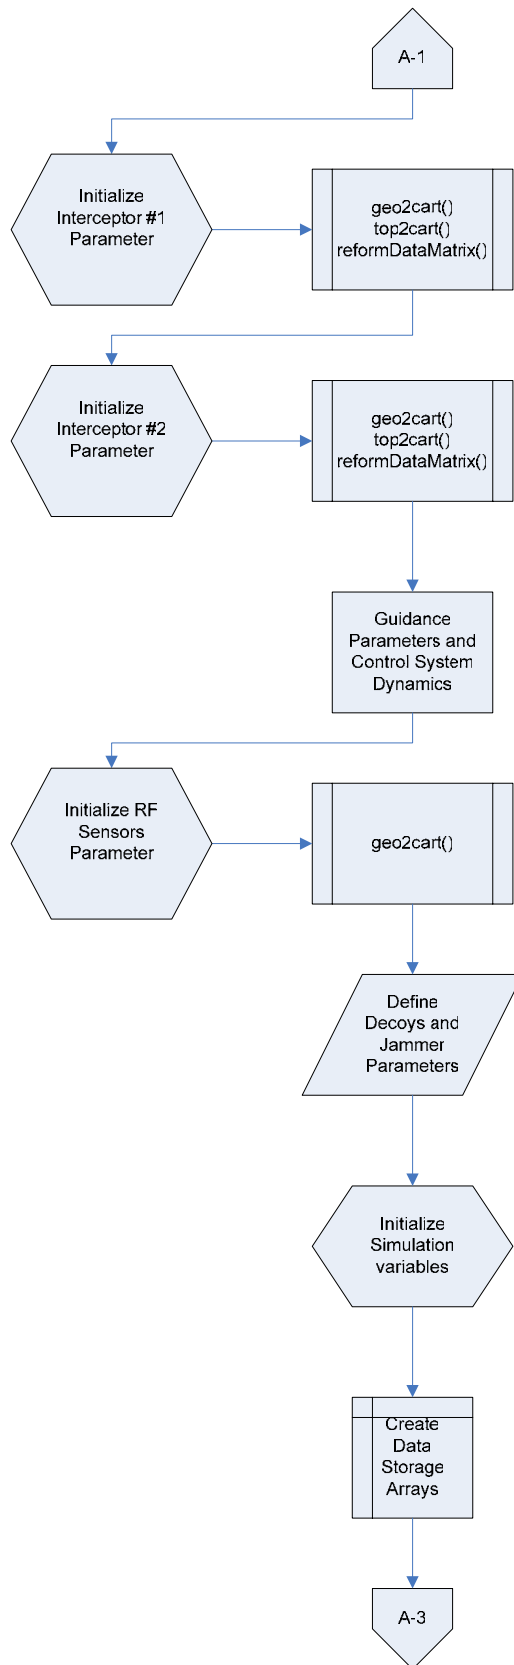 A-1
Initialize
Interceptor #1
Parameter
geo2cart()
top2cart()
reformDataMatrix()
Initialize
Interceptor #2
Parameter
geo2cart()
top2cart()
reformDataMatrix()
Guidance
Parameters and
Control System
Dynamics
Initialize RF
Sensors
Parameter
geo2cart()
Define
Decoys and
Jammer
Parameters
Initialize
Simulation
variables
Create
Data
Storage
Arrays
A-3